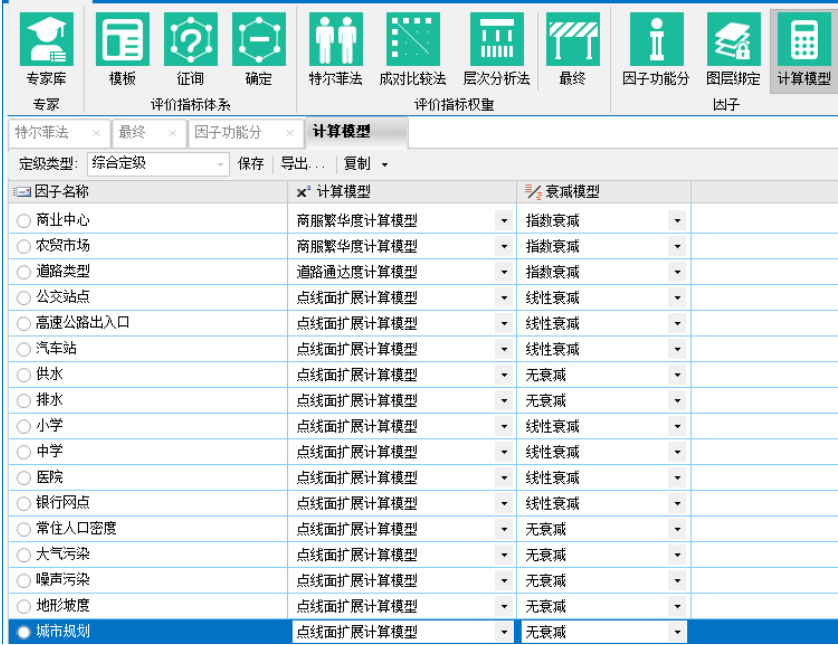 专家库 模板 征询 确定 特尔菲法 成对比较法 层次分析法 最终 因子功能分 图层绑定 计算模型
专家 评价指标体系 评价指标权重 因子
特尔菲法 × 最终 × 因子功能分 × 计算模型
定级类型: 综合定级 保存 导出... 复制
因子名称 x² 计算模型 衰减模型
商业中心 商服繁华度计算模型 指数衰减
农贸市场 商服繁华度计算模型 指数衰减
道路类型 道路通达度计算模型 指数衰减
公交站点 点线面扩展计算模型 线性衰减
高速公路出入口 点线面扩展计算模型 线性衰减
汽车站 点线面扩展计算模型 线性衰减
供水 点线面扩展计算模型 无衰减
排水 点线面扩展计算模型 无衰减
小学 点线面扩展计算模型 线性衰减
中学 点线面扩展计算模型 线性衰减
医院 点线面扩展计算模型 线性衰减
银行网点 点线面扩展计算模型 线性衰减
常住人口密度 点线面扩展计算模型 无衰减
大气污染 点线面扩展计算模型 无衰减
噪声污染 点线面扩展计算模型 无衰减
地形坡度 点线面扩展计算模型 无衰减
城市规划 点线面扩展计算模型 无衰减